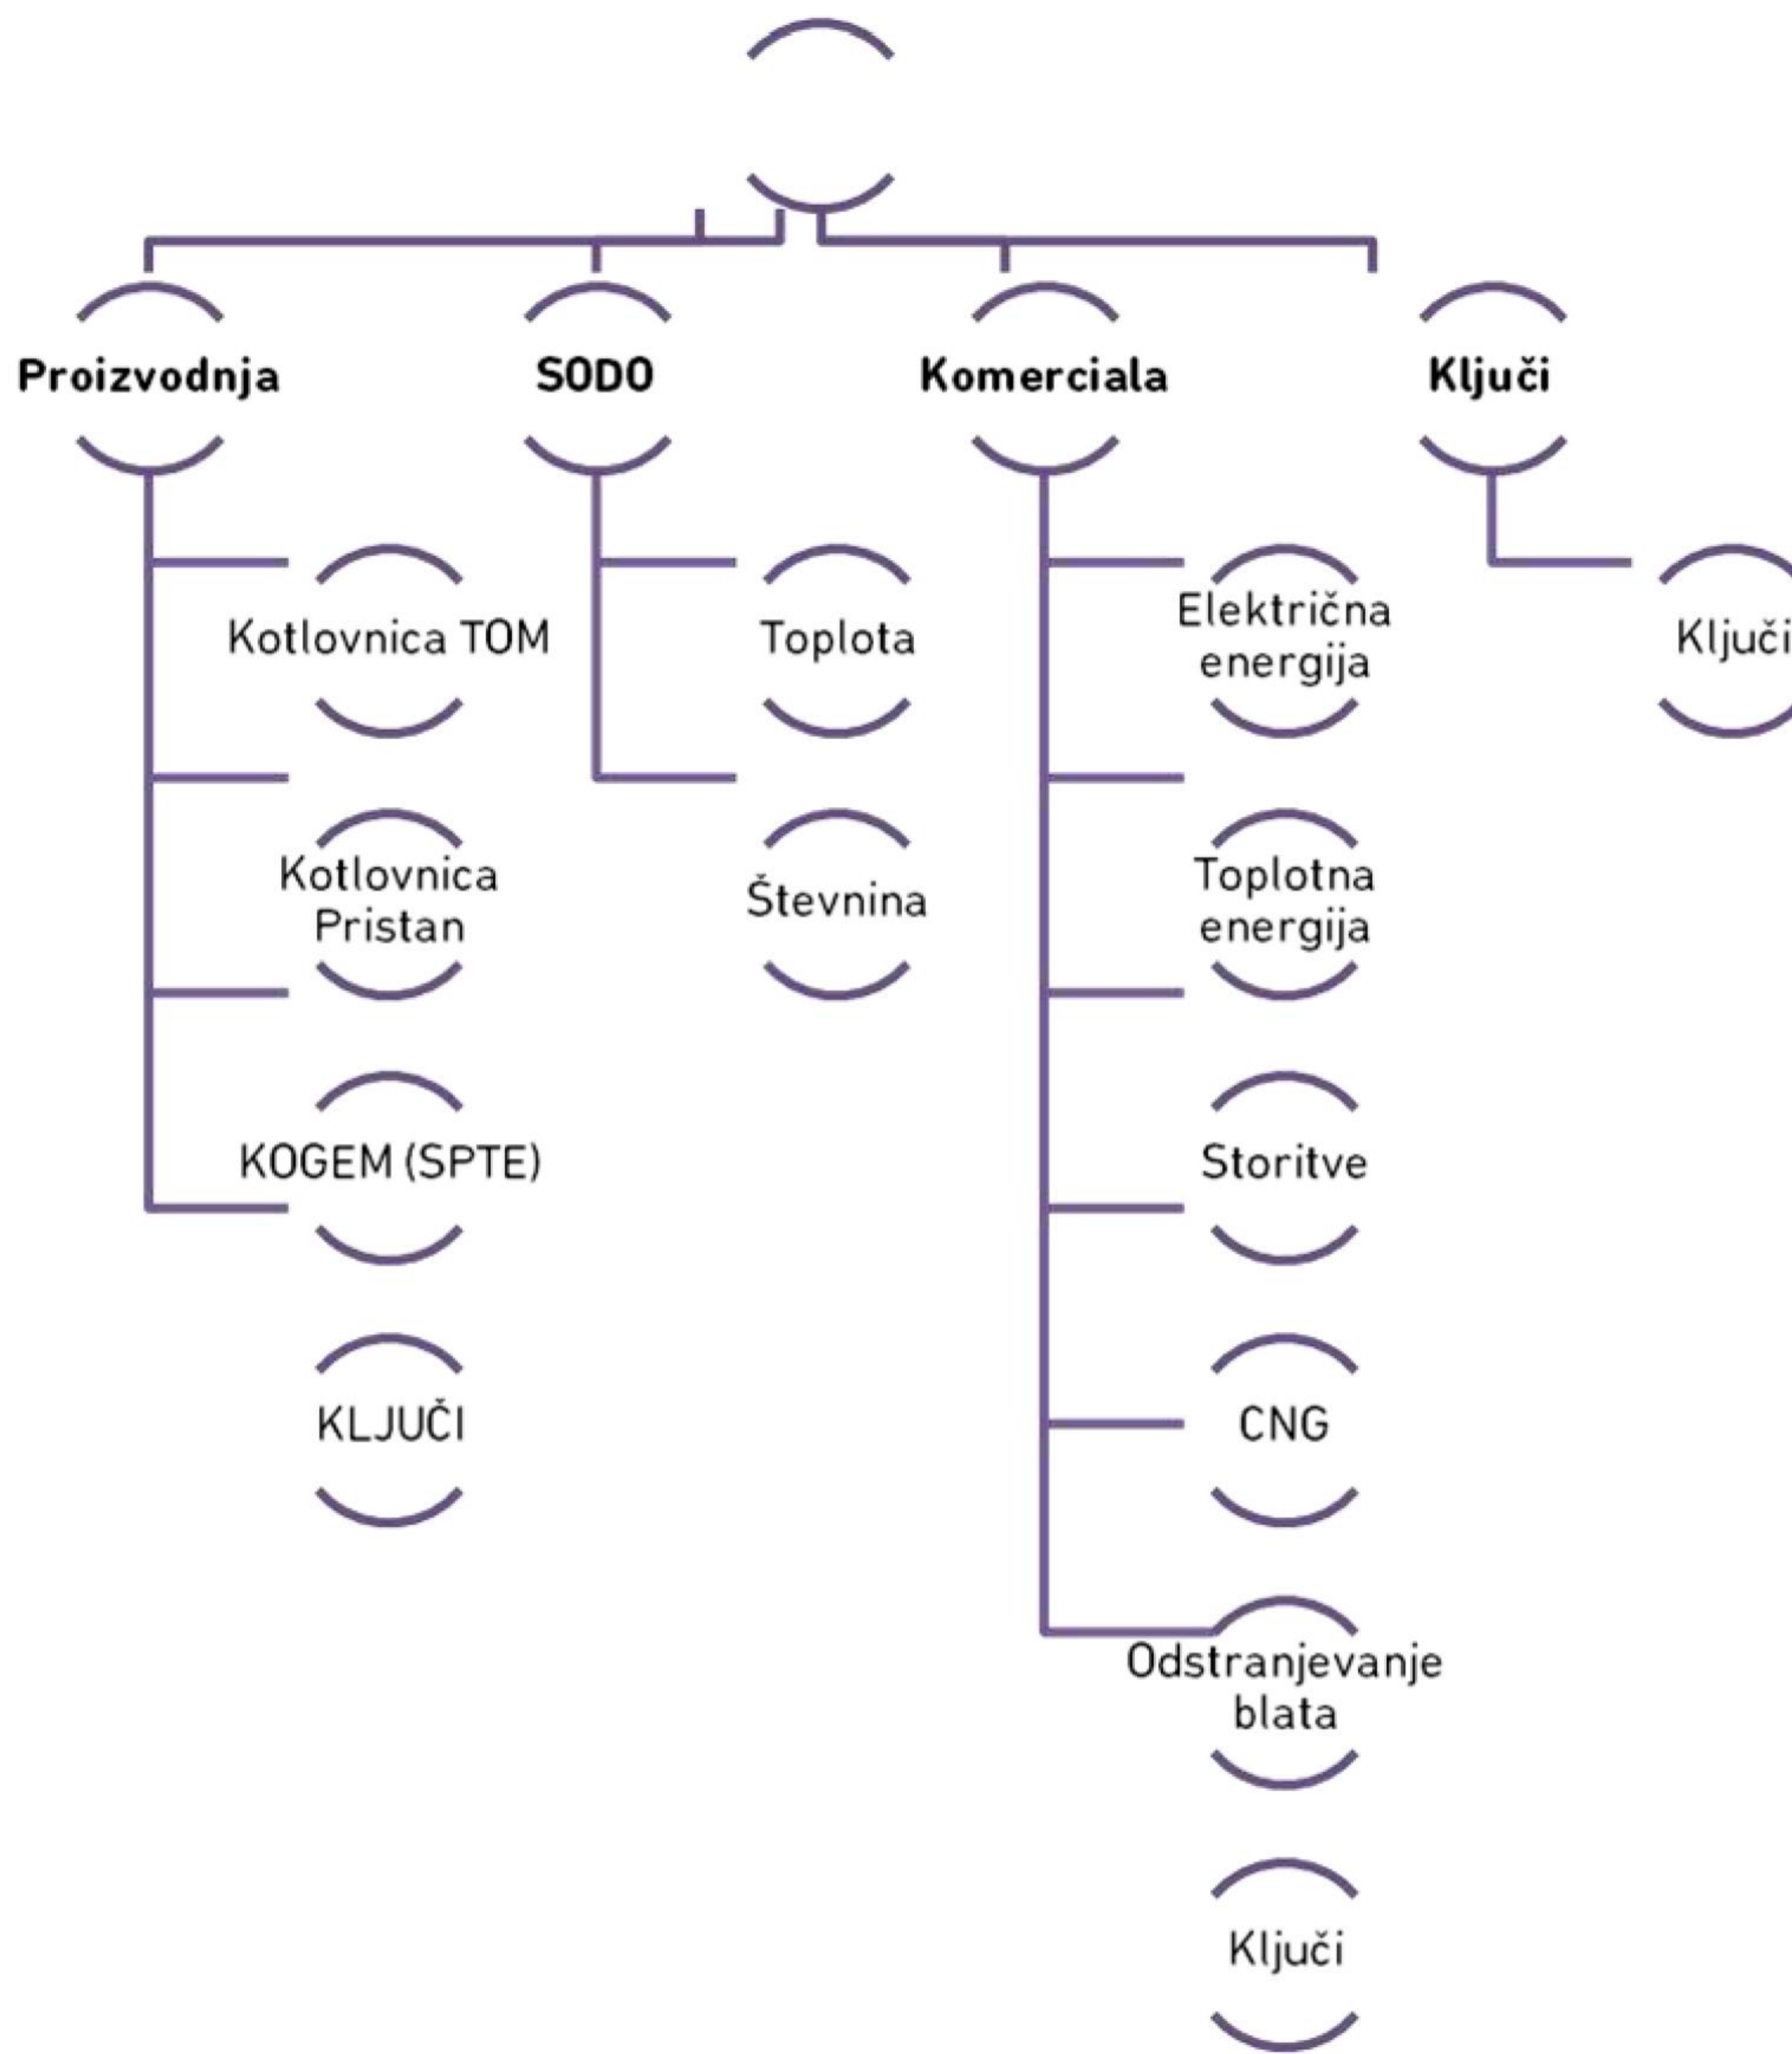 Proizvodnja
SODO
Komerciala
Ključi
Kotlovnica TOM
Toplota
Električna
energija
Ključi
Kotlovnica
Pristan
Števnina
Toplotna
energija
KOGEM (SPTE)
Storitve
KLJUČI
CNG
Odstranjevanje
blata
Ključi